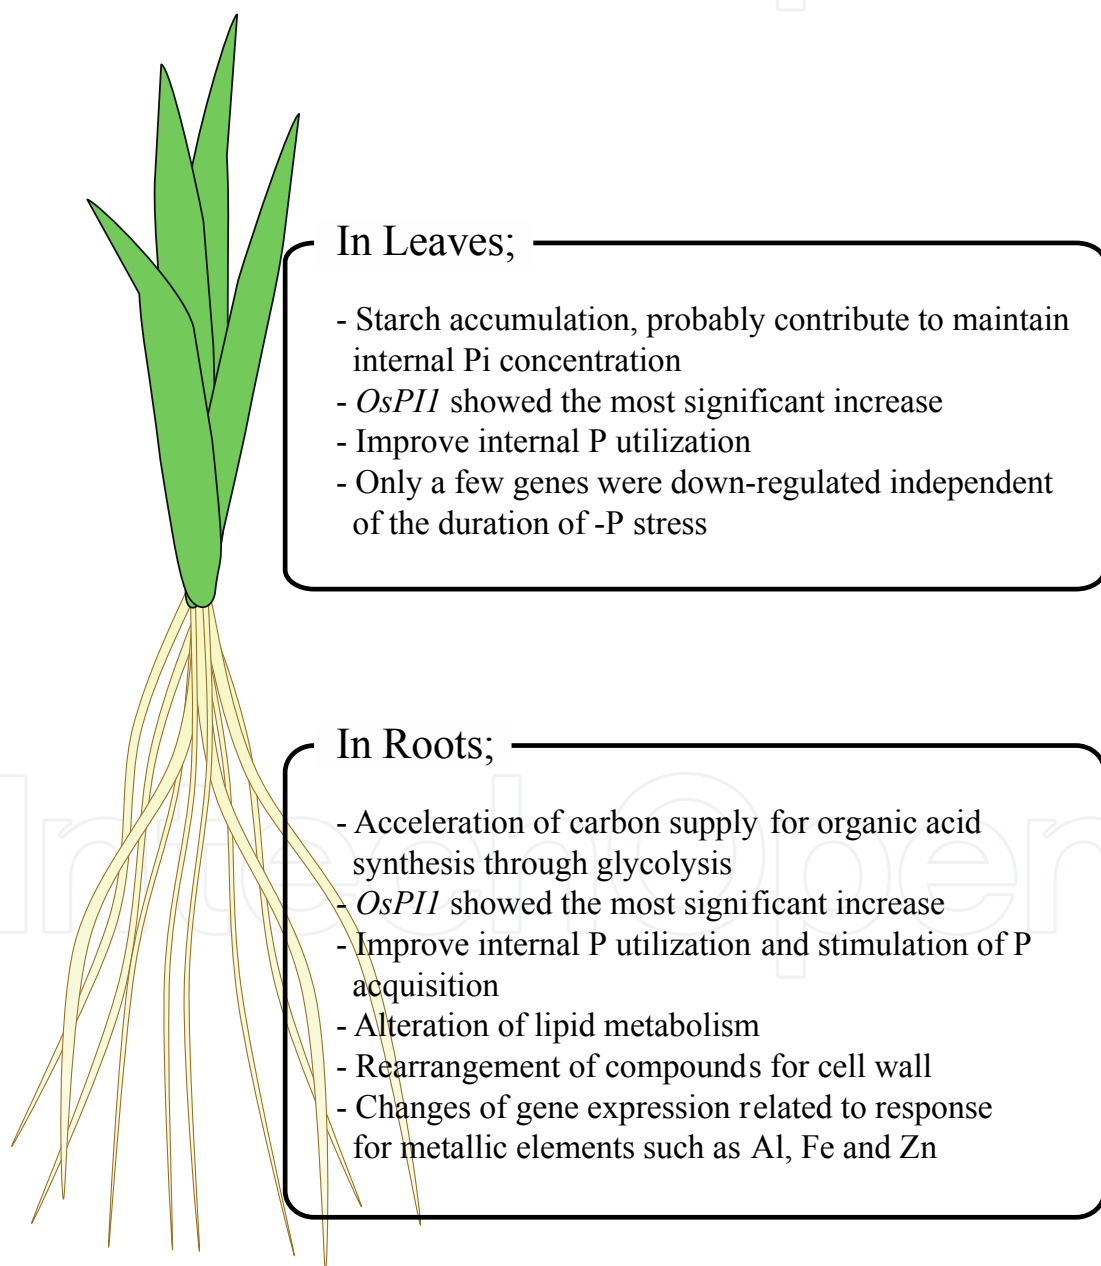 In Leaves;
- Starch accumulation, probably contribute to maintain
internal Pi concentration
- OsPI1 showed the most significant increase
- Improve internal P utilization
- Only a few genes were down-regulated independent
of the duration of -P stress
In Roots;
- Acceleration of carbon supply for organic acid
synthesis through glycolysis
- OsPI1 showed the most significant increase
- Improve internal P utilization and stimulation of P
acquisition
- Alteration of lipid metabolism
- Rearrangement of compounds for cell wall
- Changes of gene expression related to response
for metallic elements such as Al, Fe and Zn
IntechOpen